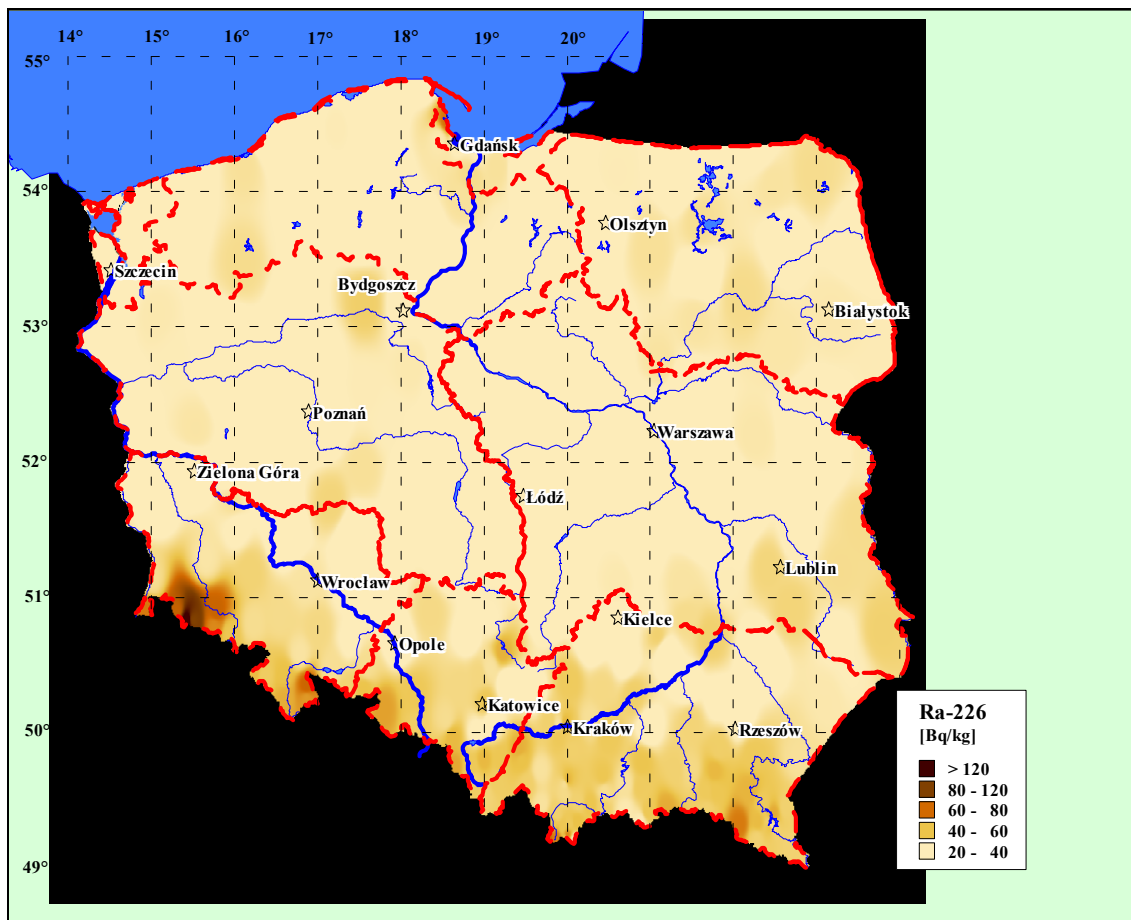 14° 15° 16° 17° 18° 19° 20°
55°
Gdańsk
54°
Olsztyn
Szczecin
Bydgoszcz
Białystok
53°
Poznań
Warszawa
52°
Zielona Góra
Łódź
Lublin
Wrocław
51°
Kielce
Opole
Katowice
Kraków
Rzeszów
50°
49°
Ra-226
[Bq/kg]
> 120
80 - 120
60 - 80
40 - 60
20 - 40